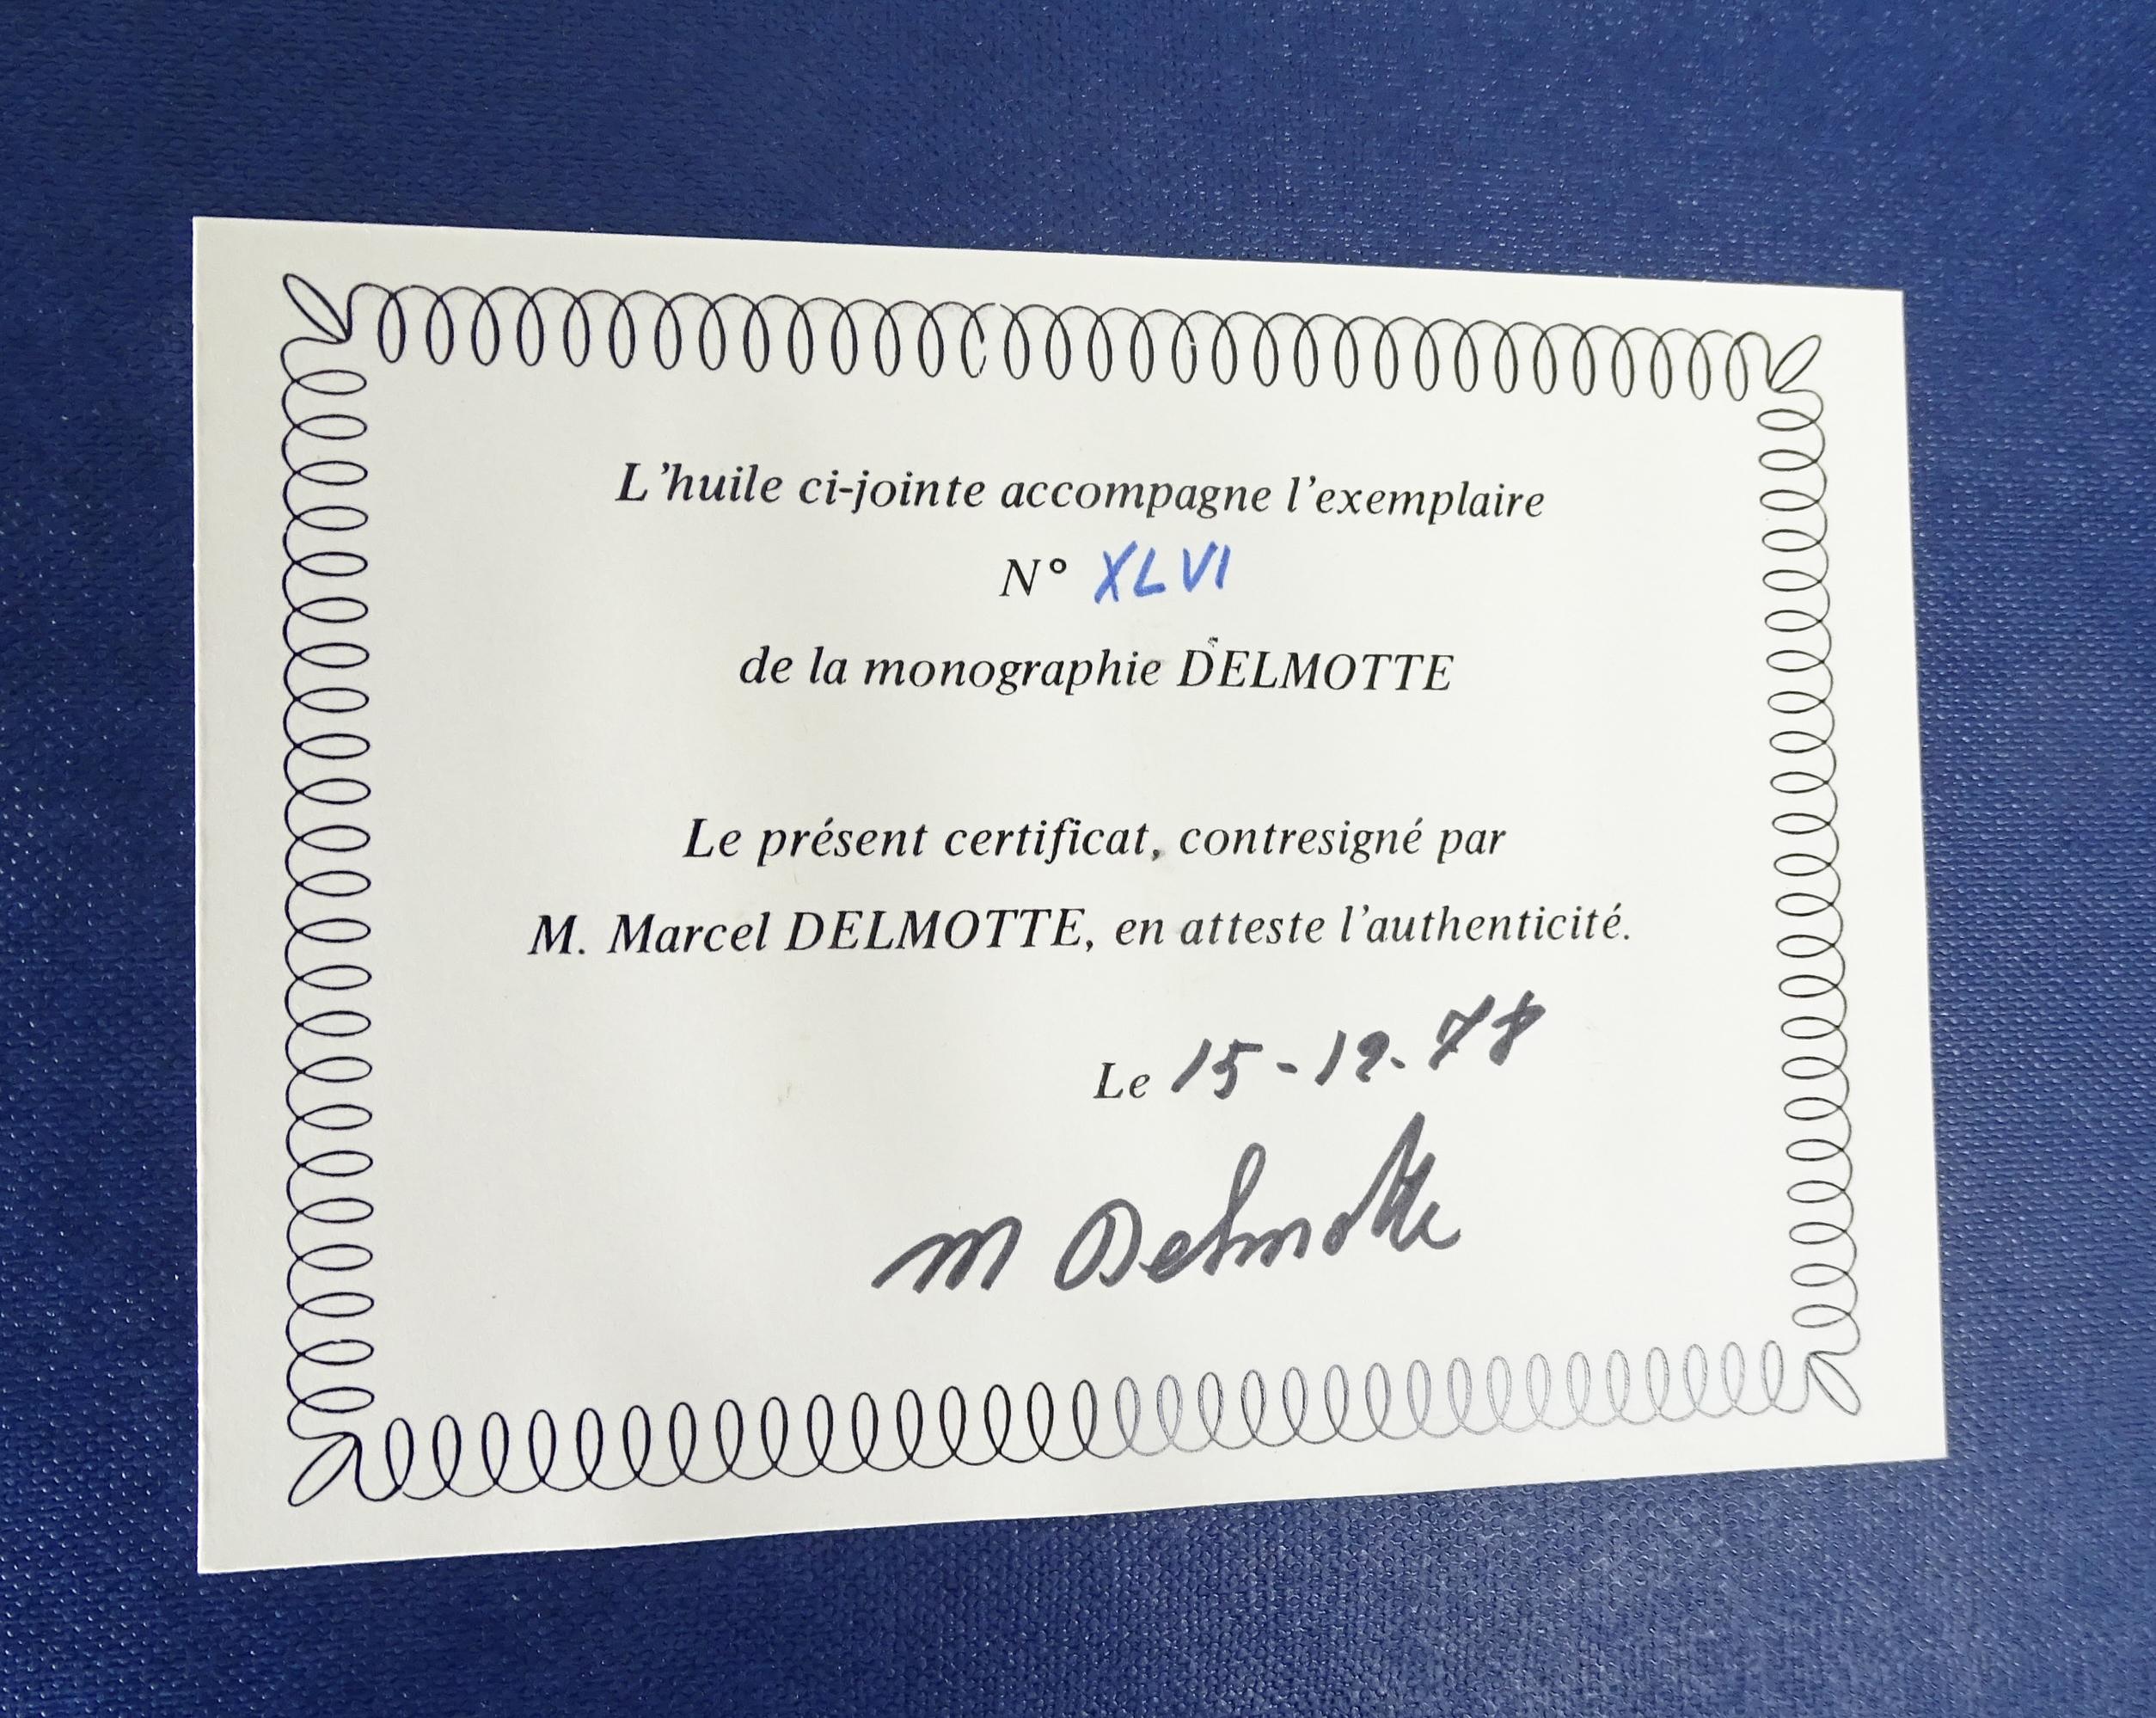 L'huile ci-jointe accompagne l'exemplaire
N° XLVI
de la monographie DELMOTTE
Le présent certificat, contresigné par
M. Marcel DELMOTTE, en atteste l'authenticité.
Le 15-12-78
M Delmotte